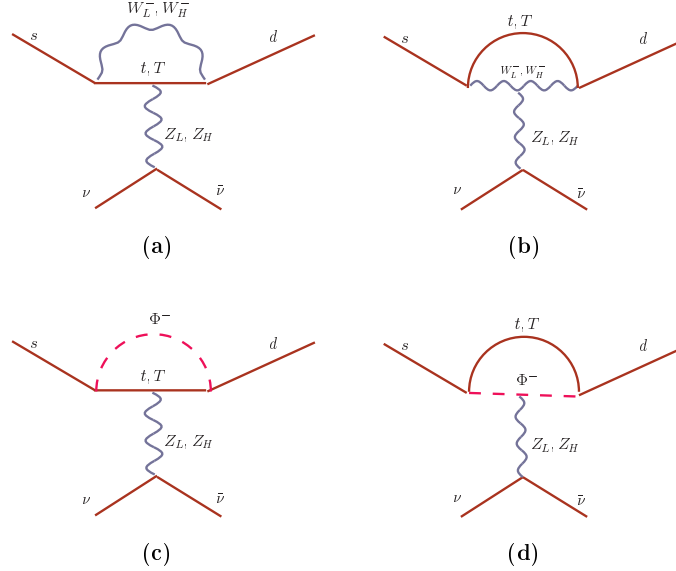 W_L^-, W_H^-
s
t, T
d
Z_L, Z_H
ν
ν̄
(a)
t, T
s
d
W_L^-, W_H^-
Z_L, Z_H
ν
ν̄
(b)
Φ^-
s
t, T
d
Z_L, Z_H
ν
ν̄
(c)
t, T
s
d
Φ^-
Z_L, Z_H
ν
ν̄
(d)